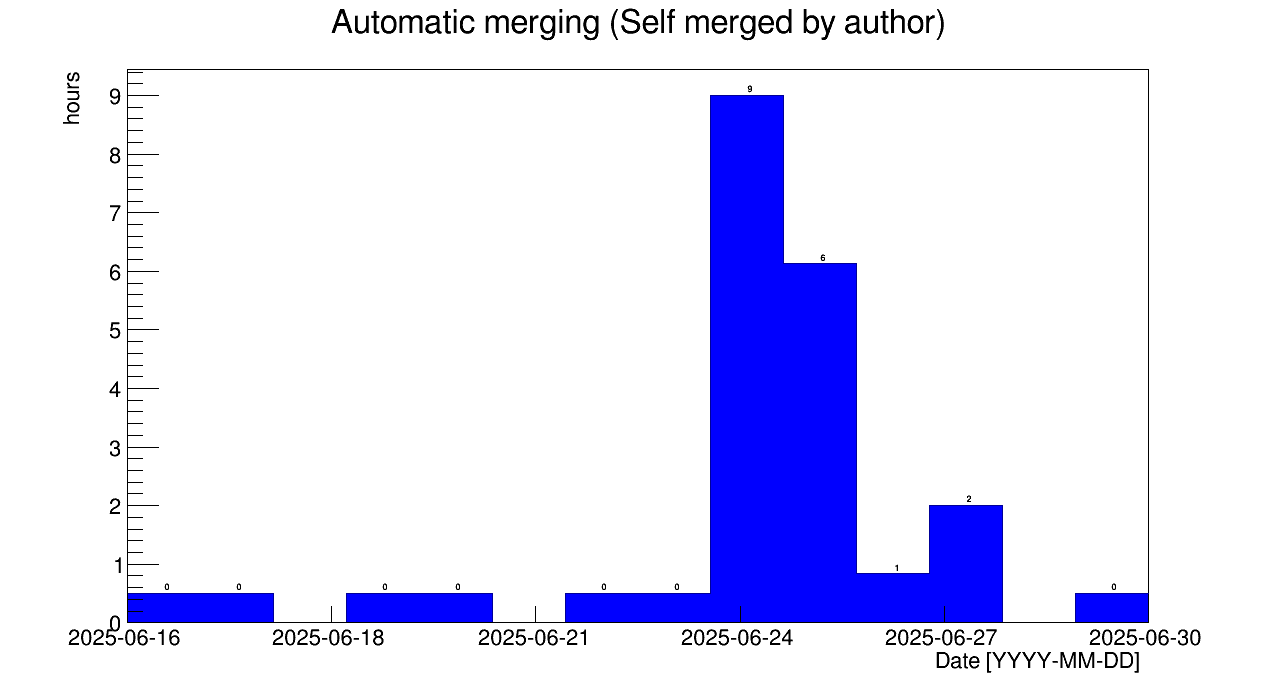 Automatic merging (Self merged by author)
hours
9
8
7
6
5
4
3
2
1
0
9
6
2
1
0 0 0 0 0 0 0
2025-06-16 2025-06-18 2025-06-21 2025-06-24 2025-06-27 2025-06-30
Date [YYYY-MM-DD]